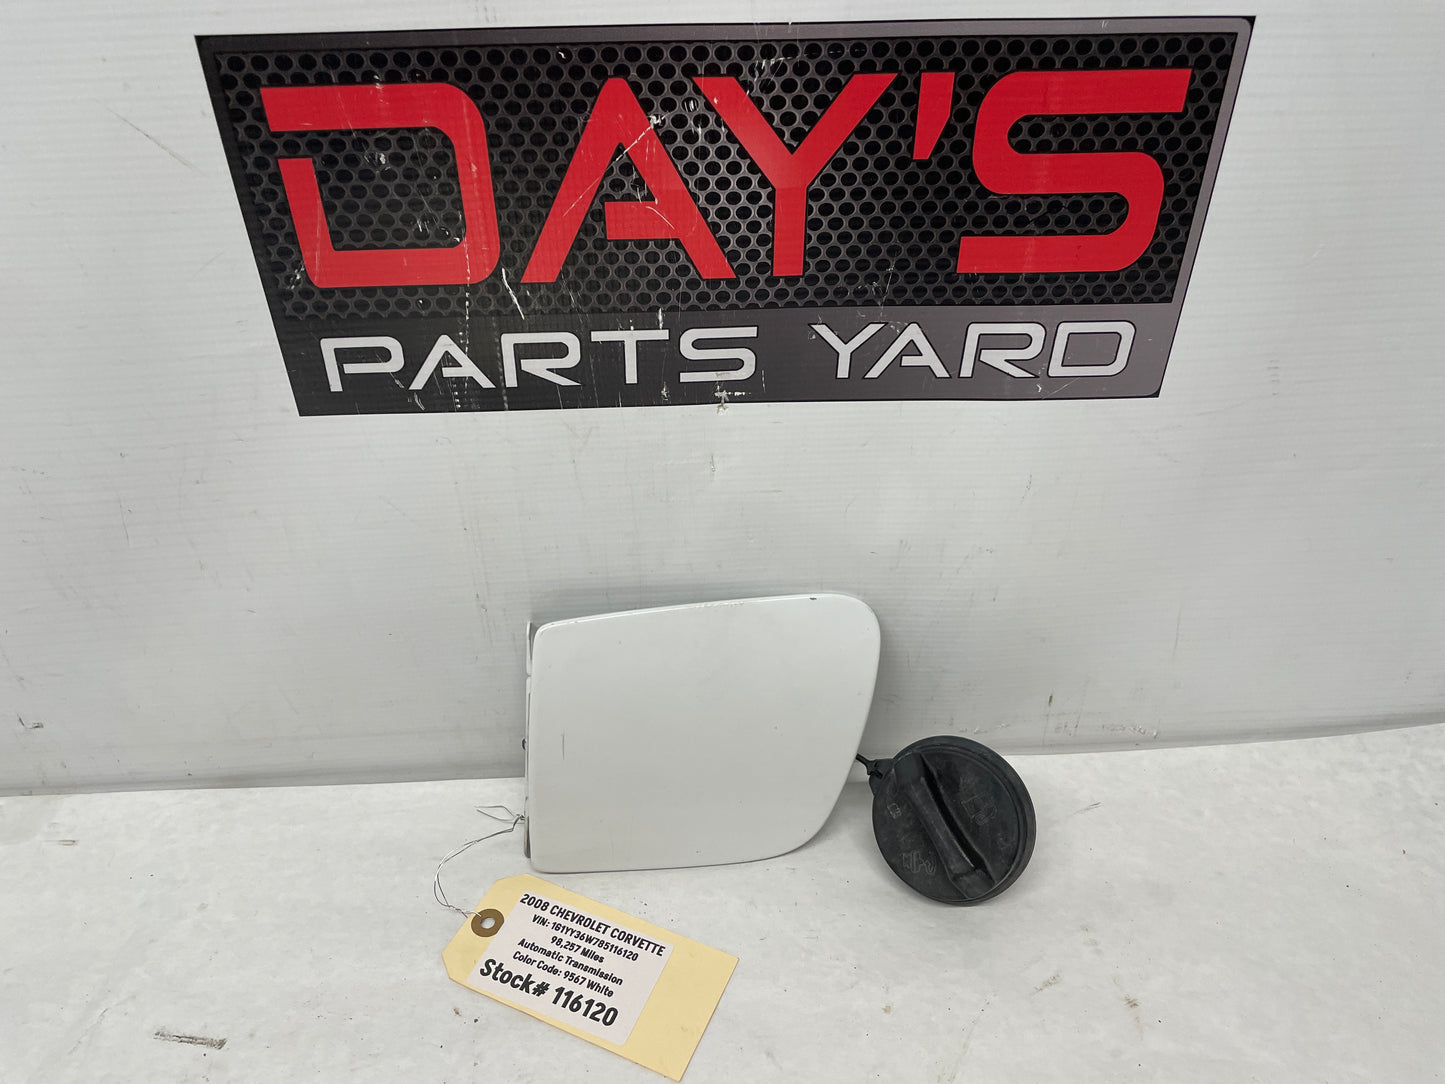 DAY'S
PARTS YARD
2008 CHEVROLET CORVETTE
VIN: 1G1YY36W785116120
98,257 Miles
Automatic Transmission
Color Code: 9567 White
Stock# 116120